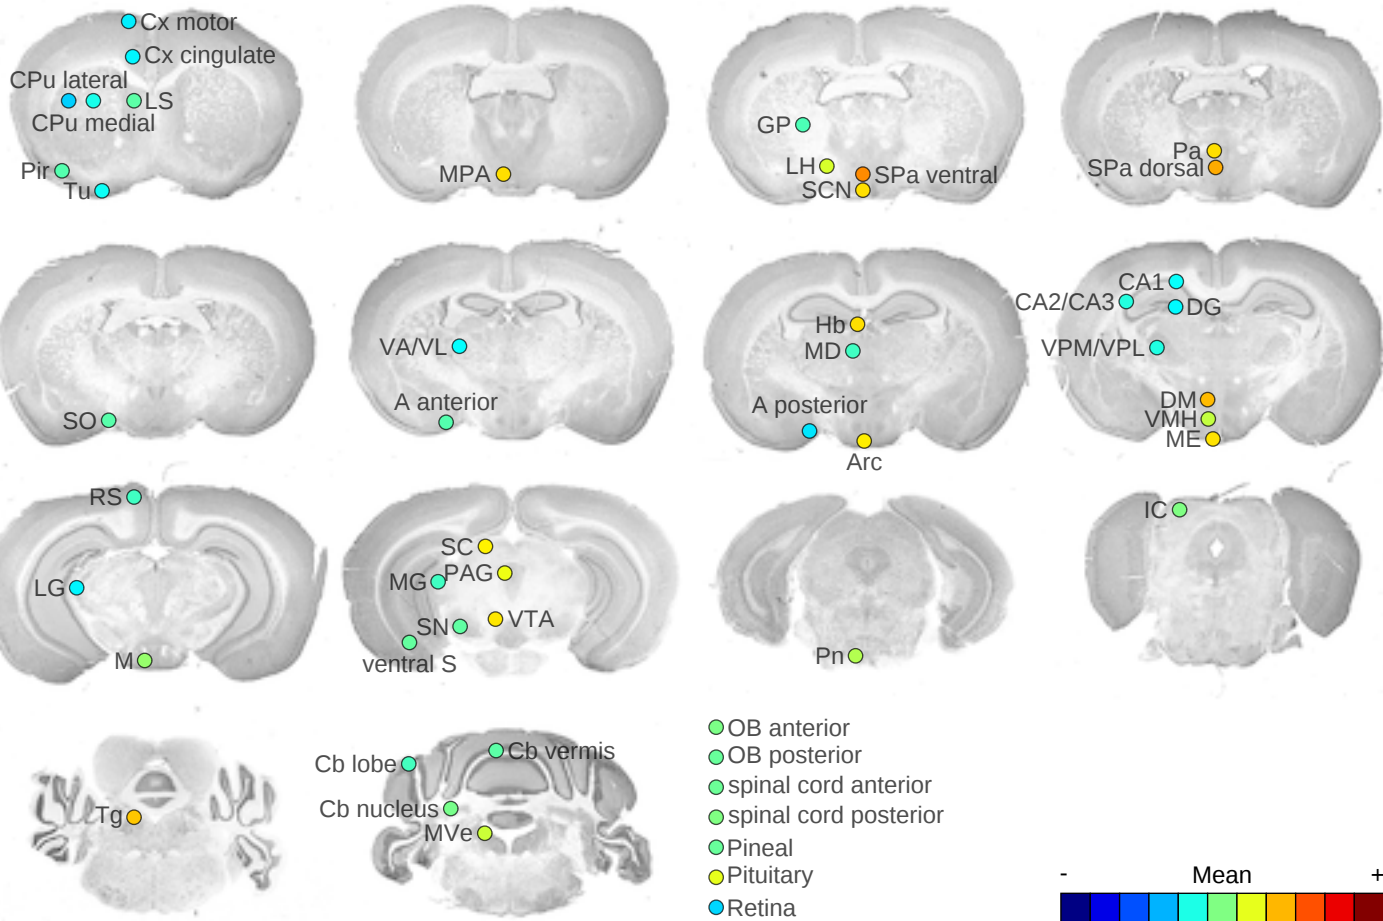 Cx motor
Cx cingulate
CPu lateral
LS
CPu medial
Pir
Tu
MPA
GP
LH
SPa ventral
SCN
Pa
SPa dorsal
SO
VA/VL
A anterior
Hb
MD
A posterior
Arc
CA1
CA2/CA3
DG
VPM/VPL
DM
VMH
ME
RS
LG
M
SC
MG
PAG
SN
VTA
ventral S
Pn
IC
Tg
Cb lobe
Cb vermis
Cb nucleus
MVe
OB anterior
OB posterior
spinal cord anterior
spinal cord posterior
Pineal
Pituitary
Retina
- Mean +